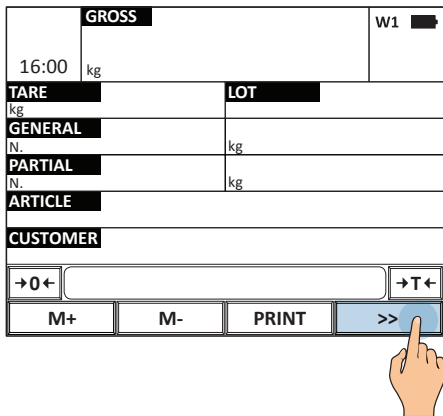 GROSS
W1
16:00 kg
TARE LOT
kg
GENERAL
N. kg
PARTIAL
N. kg
ARTICLE
CUSTOMER
→0← →T←
M+ M- PRINT >>